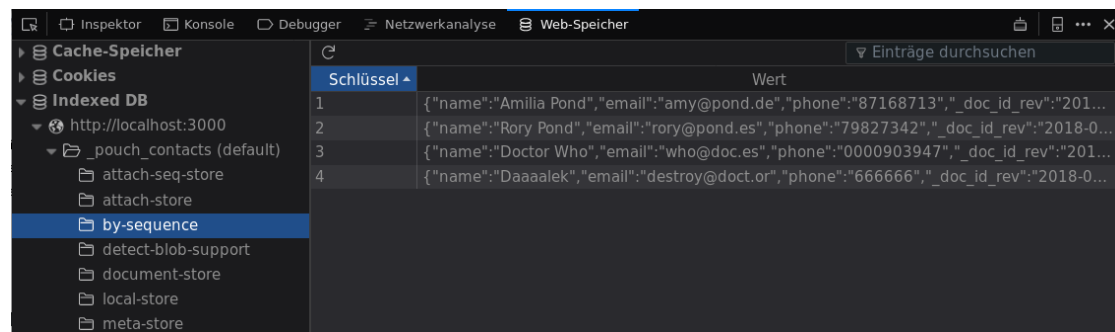 Inspektor Konsole Debugger Netzwerkanalyse Web-Speicher
Cache-Speicher
Cookies
Indexed DB
http://localhost:3000
_pouch_contacts (default)
attach-seq-store
attach-store
by-sequence
detect-blob-support
document-store
local-store
meta-store
Einträge durchsuchen
Schlüssel Wert
1 {"name":"Amilia Pond","email":"amy@pond.de","phone":"87168713","_doc_id_rev":"201...
2 {"name":"Rory Pond","email":"rory@pond.es","phone":"79827342","_doc_id_rev":"2018-0...
3 {"name":"Doctor Who","email":"who@doc.es","phone":"0000903947","_doc_id_rev":"201...
4 {"name":"Daaaalek","email":"destroy@doct.or","phone":"666666","_doc_id_rev":"2018-0...